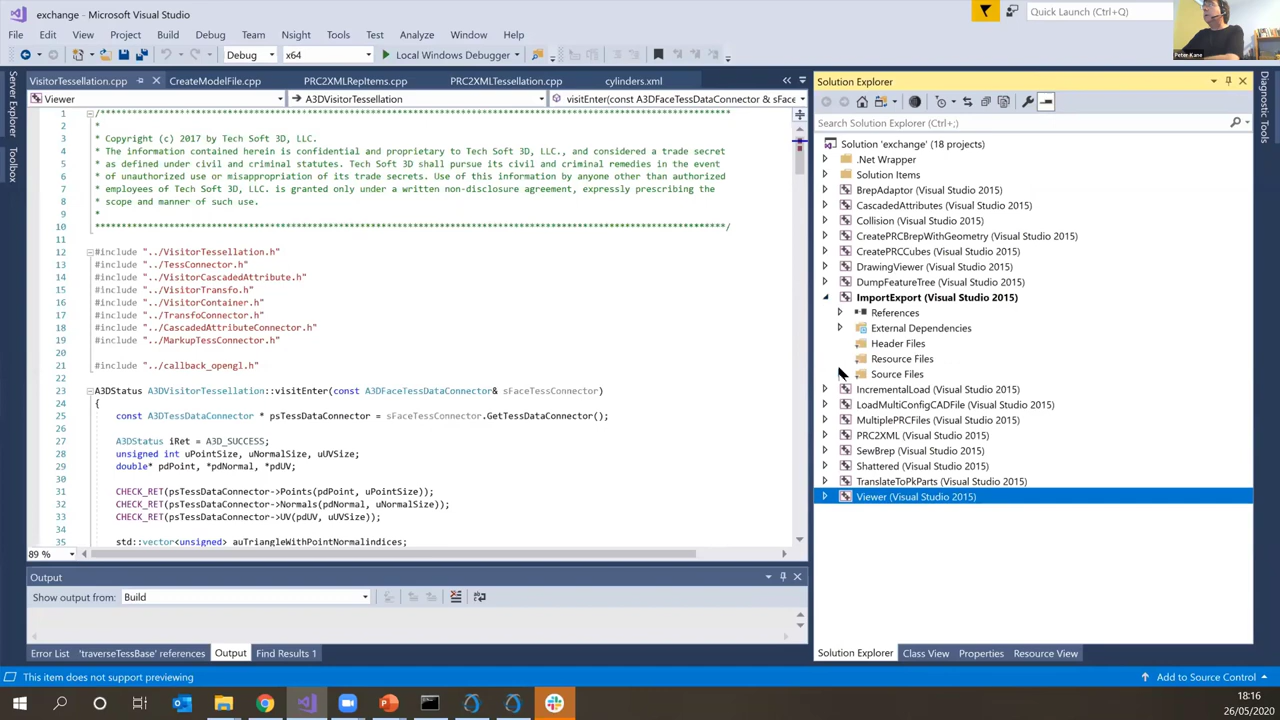 exchange - Microsoft Visual Studio
Quick Launch (Ctrl+;)
Peter Kane
File Edit View Project Build Debug Team Nsight Tools Test Analyze Window Help
Debug x64 Local Windows Debugger
Server Explorer
Toolbox
VisitorTessellation.cpp CreateModelFile.cpp PRC2XMLRepItems.cpp PRC2XMLTessellation.cpp cylinders.xml
Viewer A3DVisitorTessellation visitEnter(const A3DFaceTessDataConnector & sFace
1 /******************************************************************************************************
2
3 * Copyright (c) 2017 by Tech Soft 3D, LLC.
4 * The information contained herein is confidential and proprietary to Tech Soft 3D, LLC., and considered a trade secret
5 * as defined under civil and criminal statutes. Tech Soft 3D shall pursue its civil and criminal remedies in the event
6 * of unauthorized use or misappropriation of its trade secrets. Use of this information by anyone other than authorized
7 * employees of Tech Soft 3D, LLC. is granted only under a written non-disclosure agreement, expressly prescribing the
8 * scope and manner of such use.
9 *
10 ******************************************************************************************************/
11
12 #include "../VisitorTessellation.h"
13 #include "../TessConnector.h"
14 #include "../VisitorCascadedAttribute.h"
15 #include "../VisitorTransfo.h"
16 #include "../VisitorContainer.h"
17 #include "../TransfoConnector.h"
18 #include "../CascadedAttributeConnector.h"
19 #include "../MarkupTessConnector.h"
20
21 #include "../callback_opengl.h"
22
23 A3DStatus A3DVisitorTessellation::visitEnter(const A3DFaceTessDataConnector& sFaceTessConnector)
24 {
25 const A3DTessDataConnector * psTessDataConnector = sFaceTessConnector.GetTessDataConnector();
26
27 A3DStatus iRet = A3D_SUCCESS;
28 unsigned int uPointSize, uNormalSize, uUVSize;
29 double* pdPoint, *pdNormal, *pdUV;
30
31 CHECK_RET(psTessDataConnector->Points(pdPoint, uPointSize));
32 CHECK_RET(psTessDataConnector->Normals(pdNormal, uNormalSize));
33 CHECK_RET(psTessDataConnector->UV(pdUV, uUVSize));
34
35 std::vector<unsigned> auTriangleWithPointNormalindices;
89 %
Output
Show output from: Build
Error List 'traverseTessBase' references Output Find Results 1
Solution Explorer
Search Solution Explorer (Ctrl+;)
Solution 'exchange' (18 projects)
.Net Wrapper
Solution Items
BrepAdaptor (Visual Studio 2015)
CascadedAttributes (Visual Studio 2015)
Collision (Visual Studio 2015)
CreatePRCBrepWithGeometry (Visual Studio 2015)
CreatePRCCubes (Visual Studio 2015)
DrawingViewer (Visual Studio 2015)
DumpFeatureTree (Visual Studio 2015)
ImportExport (Visual Studio 2015)
References
External Dependencies
Header Files
Resource Files
Source Files
IncrementalLoad (Visual Studio 2015)
LoadMultiConfigCADFile (Visual Studio 2015)
MultiplePRCFiles (Visual Studio 2015)
PRC2XML (Visual Studio 2015)
SewBrep (Visual Studio 2015)
Shattered (Visual Studio 2015)
TranslateToPkParts (Visual Studio 2015)
Viewer (Visual Studio 2015)
Solution Explorer Class View Properties Resource View
Diagnostic Tools
This item does not support previewing
Add to Source Control
18:16
26/05/2020